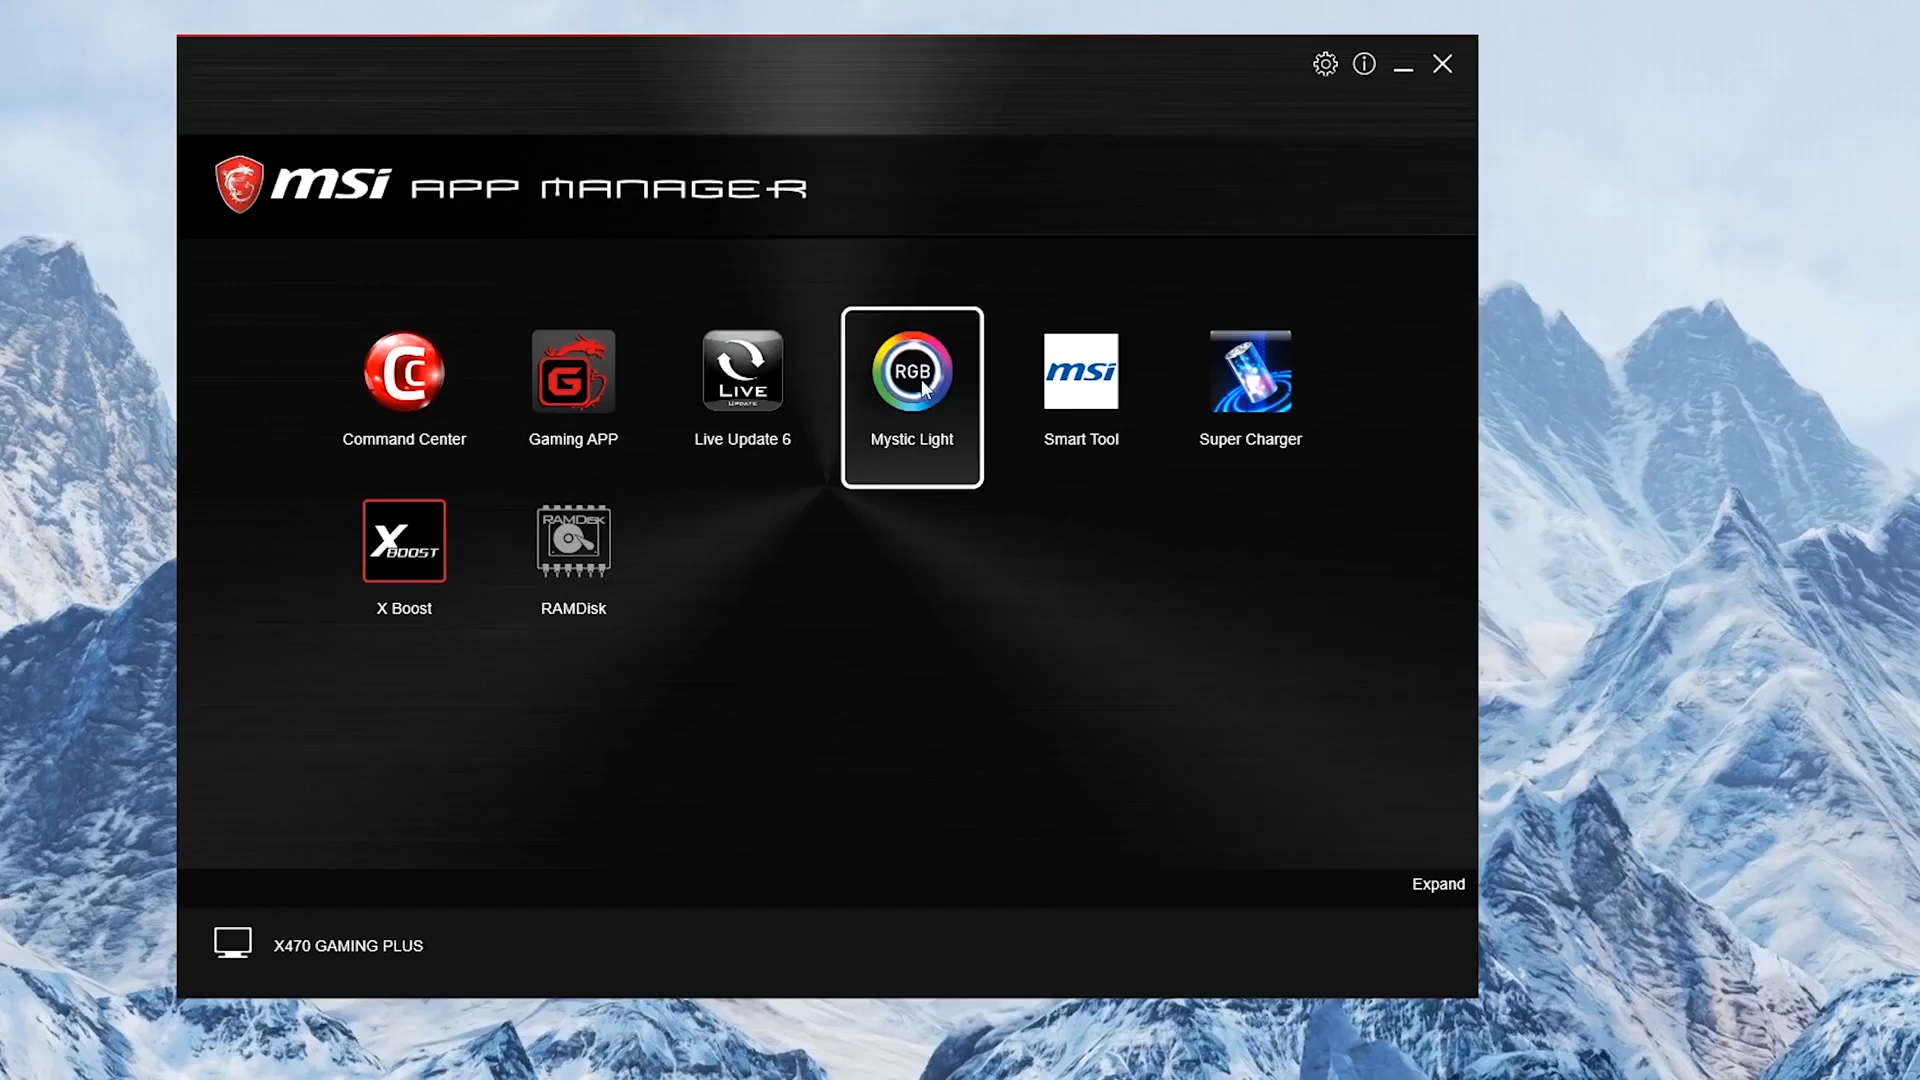 msi APP MANAGER
C C
G
LIVE
UPDATE
RGB
msi
Command Center
Gaming APP
Live Update 6
Mystic Light
Smart Tool
Super Charger
X BOOST
RAMDisk
X Boost
RAMDisk
Expand
X470 GAMING PLUS